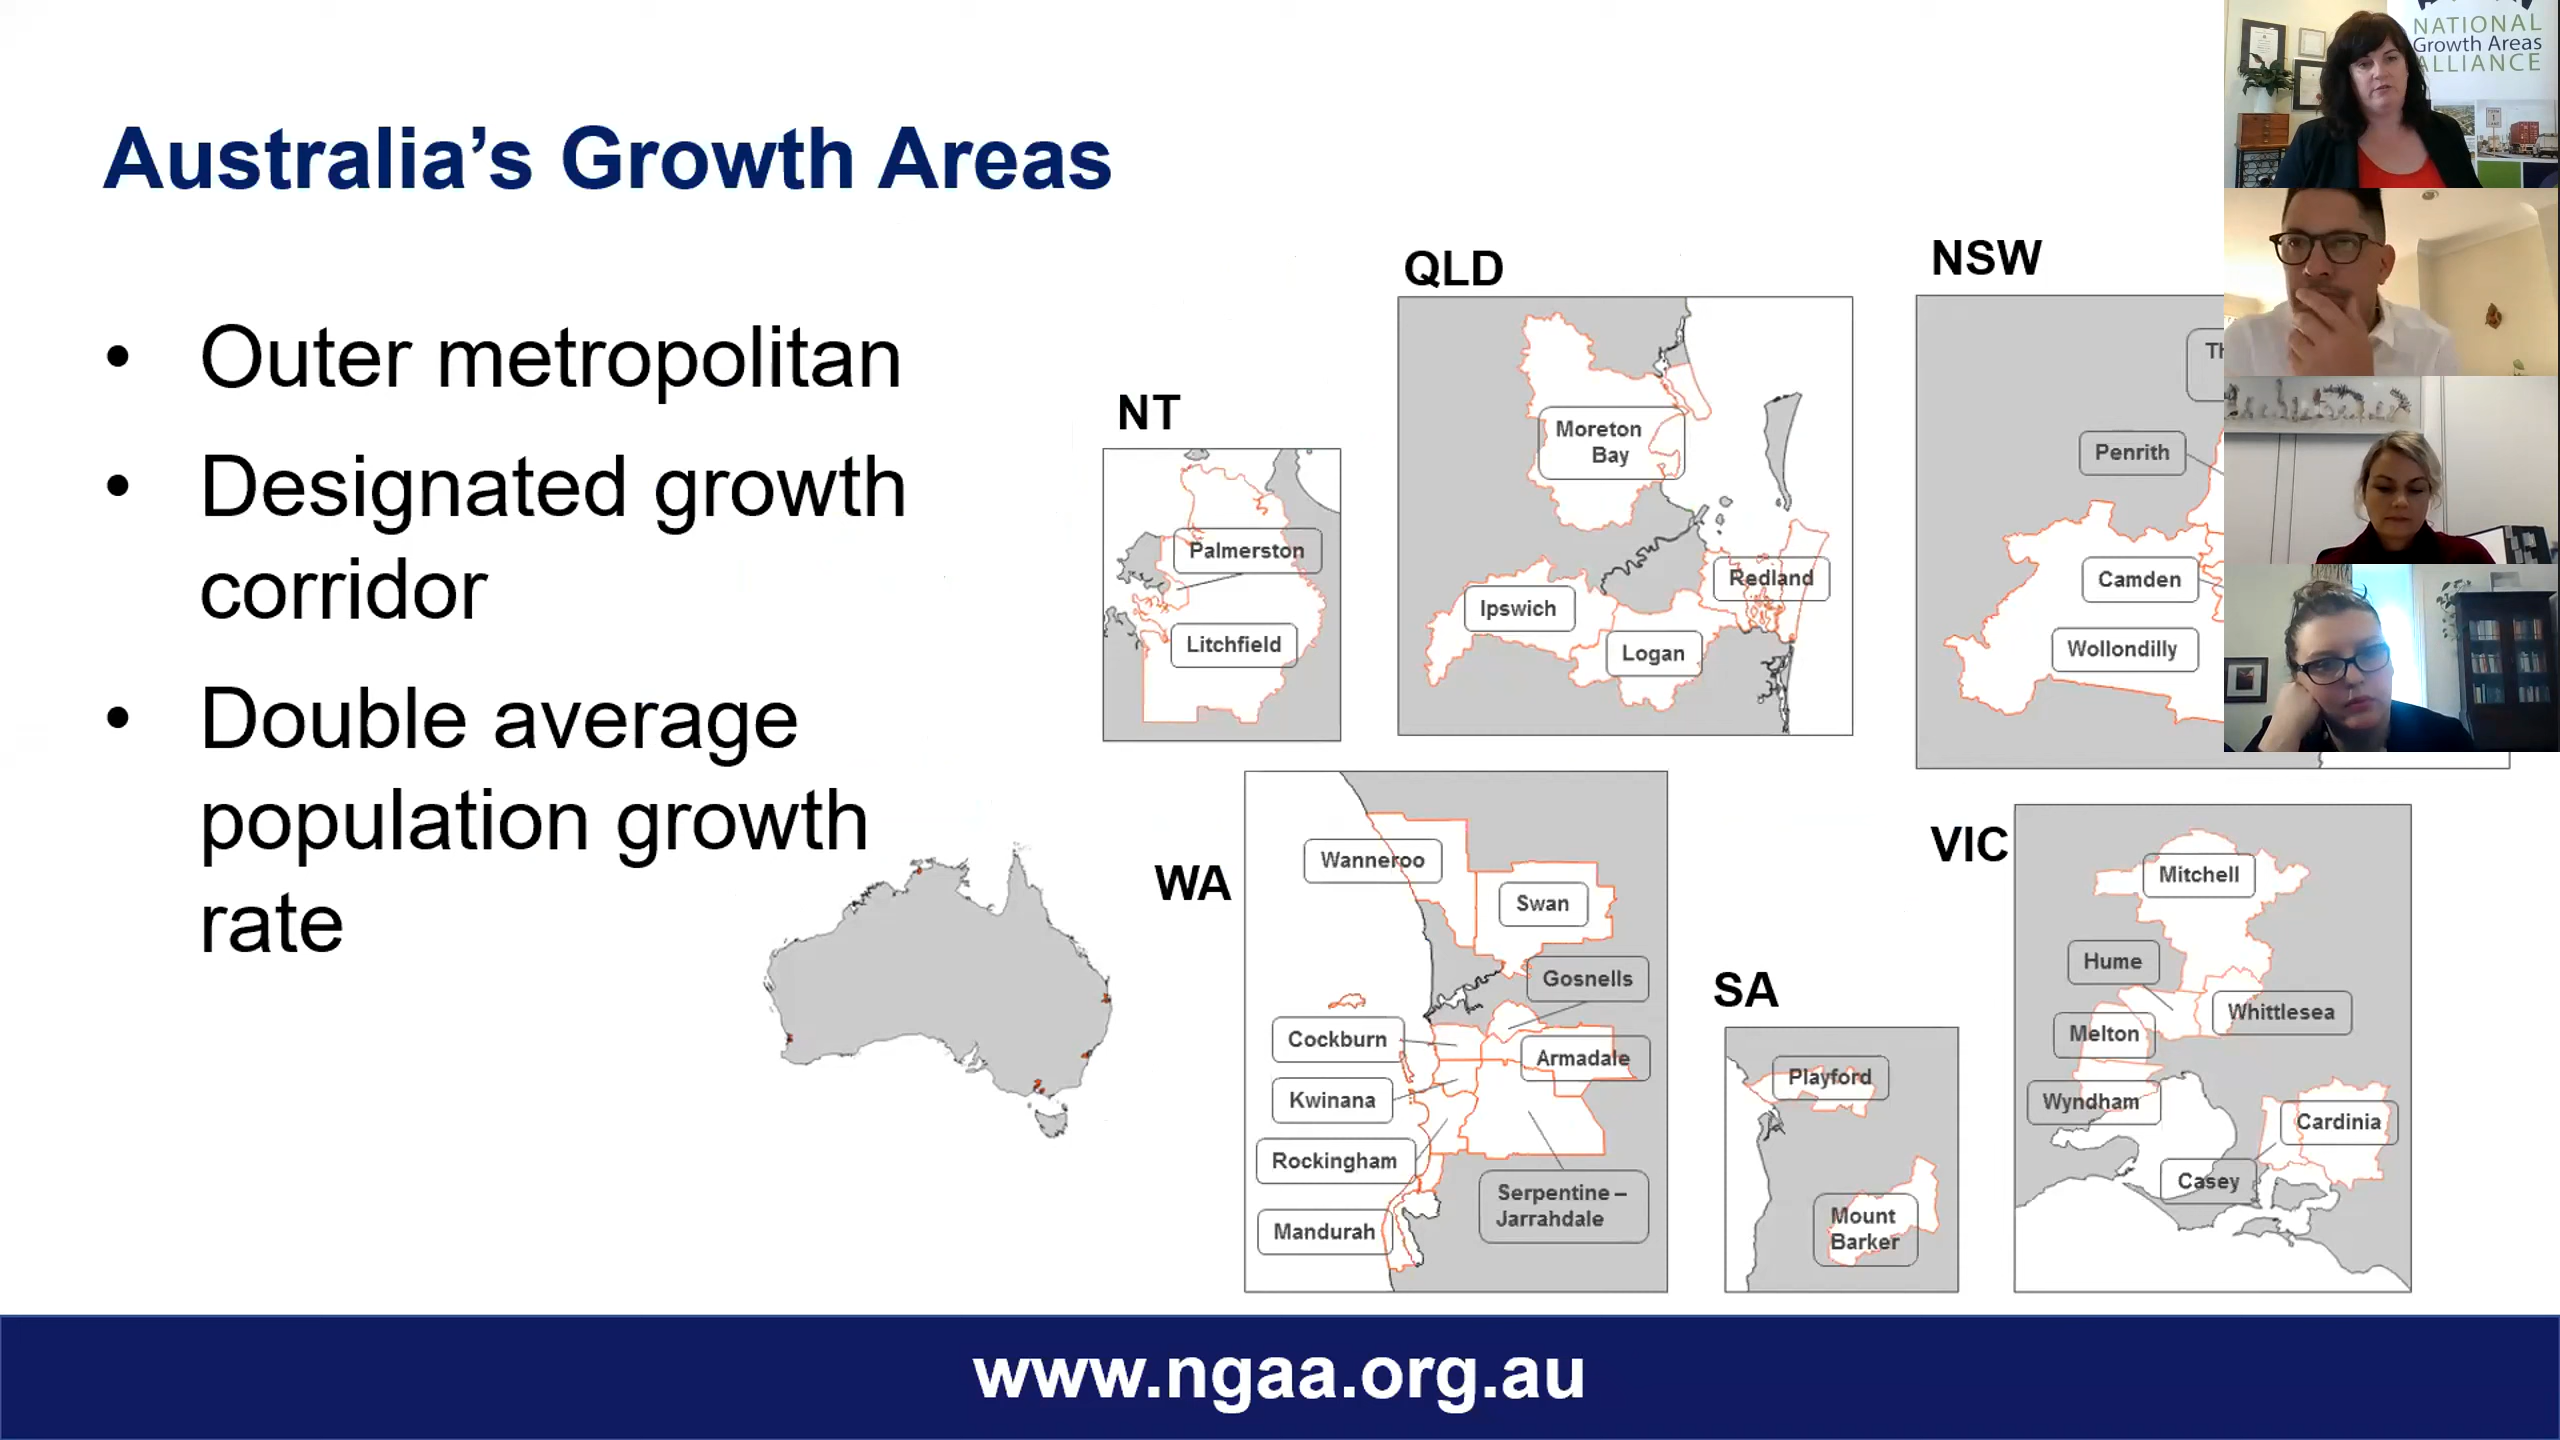 Australia’s Growth Areas
• Outer metropolitan
• Designated growth
corridor
• Double average
population growth
rate
NT
Palmerston
Litchfield
QLD
Moreton
Bay
Redland
Ipswich
Logan
NSW
Penrith
Camden
Wollondilly
WA
Wanneroo
Swan
Gosnells
Cockburn
Armadale
Kwinana
Rockingham
Serpentine –
Jarrahdale
Mandurah
SA
Playford
Mount
Barker
VIC
Mitchell
Hume
Whittlesea
Melton
Wyndham
Cardinia
Casey
NATIONAL
Growth Areas
ALLIANCE
www.ngaa.org.au